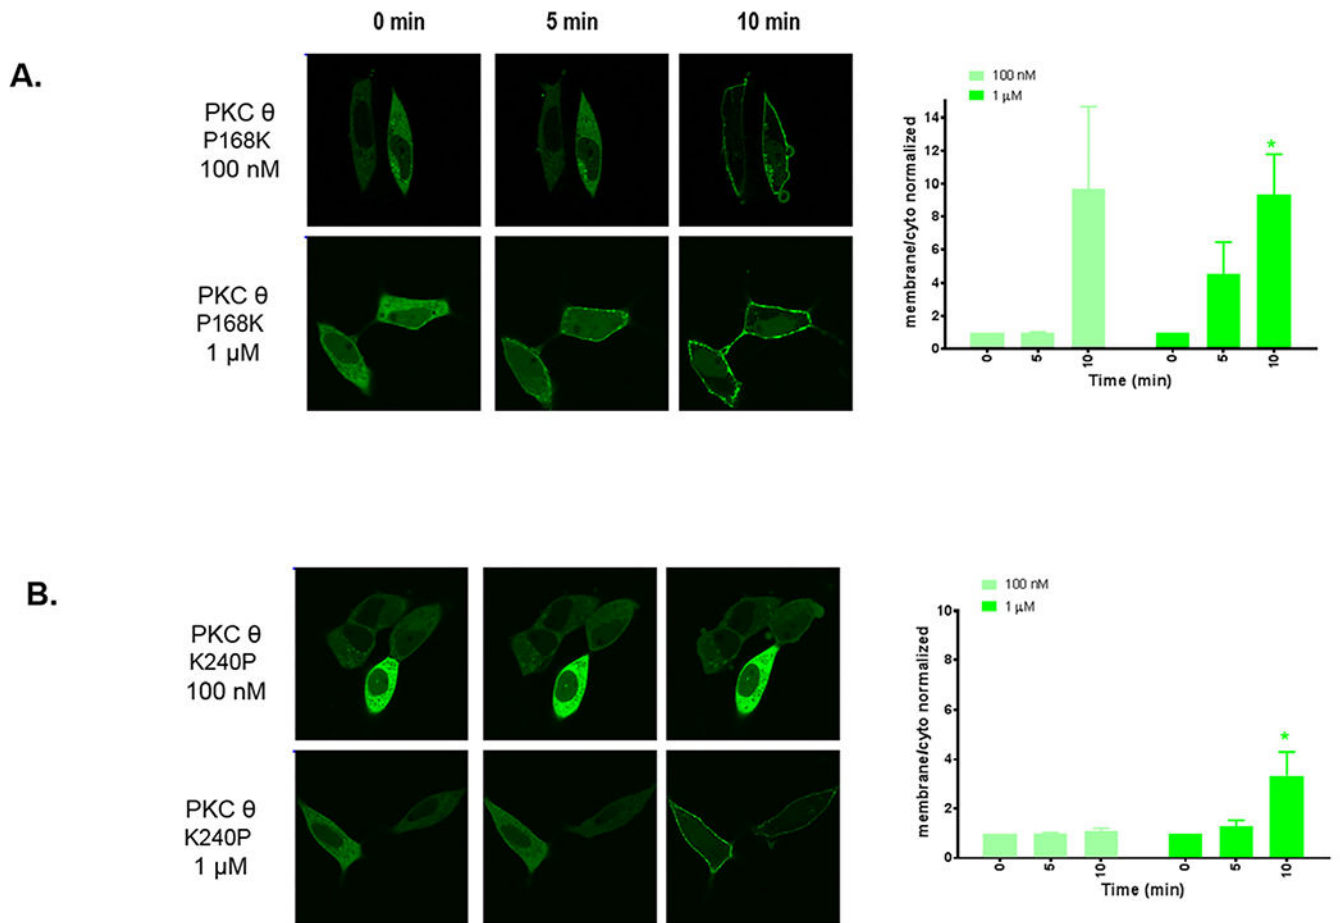 0 min 5 min 10 min
A.
PKC θ
P168K
100 nM
PKC θ
P168K
1 µM
100 nM
1 µM
membrane/cyto normalized
14
12
10
8
6
4
2
0
*
0 5 10 0 5 10
Time (min)
B.
PKC θ
K240P
100 nM
PKC θ
K240P
1 µM
100 nM
1 µM
membrane/cyto normalized
10
8
6
4
2
0
*
0 5 10 0 5 10
Time (min)